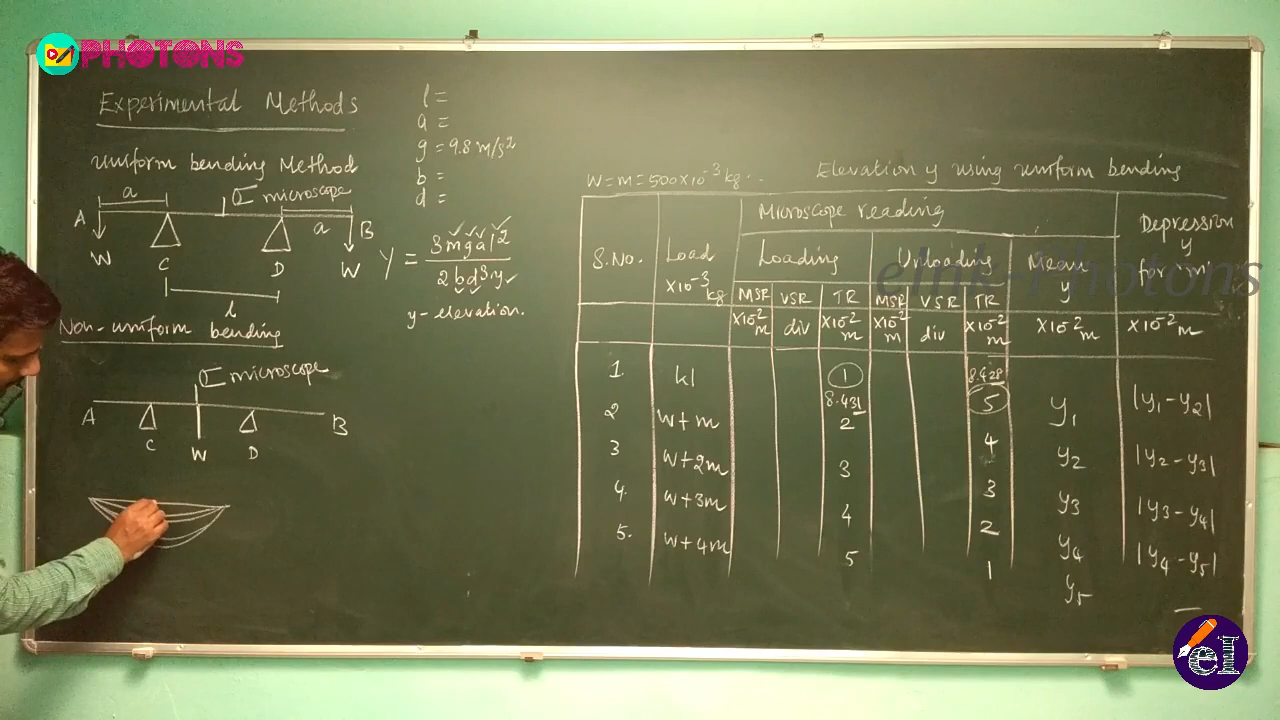 PHOTONS
Experimental Methods
Uniform bending Method
a
microscope
A
B
a
W
C
D
W
l
Non-uniform bending
microscope
A
B
C
W
D
l =
a =
g = 9.8 m/s²
b =
d =
Y = 3mgal² / 2bd³y
y - elevation.
W = m = 500 × 10⁻³ kg...
Elevation y using uniform bending
S.No.
Load
×10⁻³ kg
Microscope reading
Depression
y
for 'm'
Loading
Unloading
Mean
y
MSR VSR TR MSR VSR TR
×10⁻² m div ×10⁻² m ×10⁻² m div ×10⁻² m ×10⁻² m ×10⁻² m
1 W 1 8.428
8.431 5 y₁ |y₁-y₂|
2 W+m 2 4 y₂
3 W+2m 3 3 |y₂-y₃|
4. W+3m 4 2 y₃ |y₃-y₄|
5. W+4m 5 1 y₄ |y₄-y₅|
y₅ —
eInk-Photons
eI